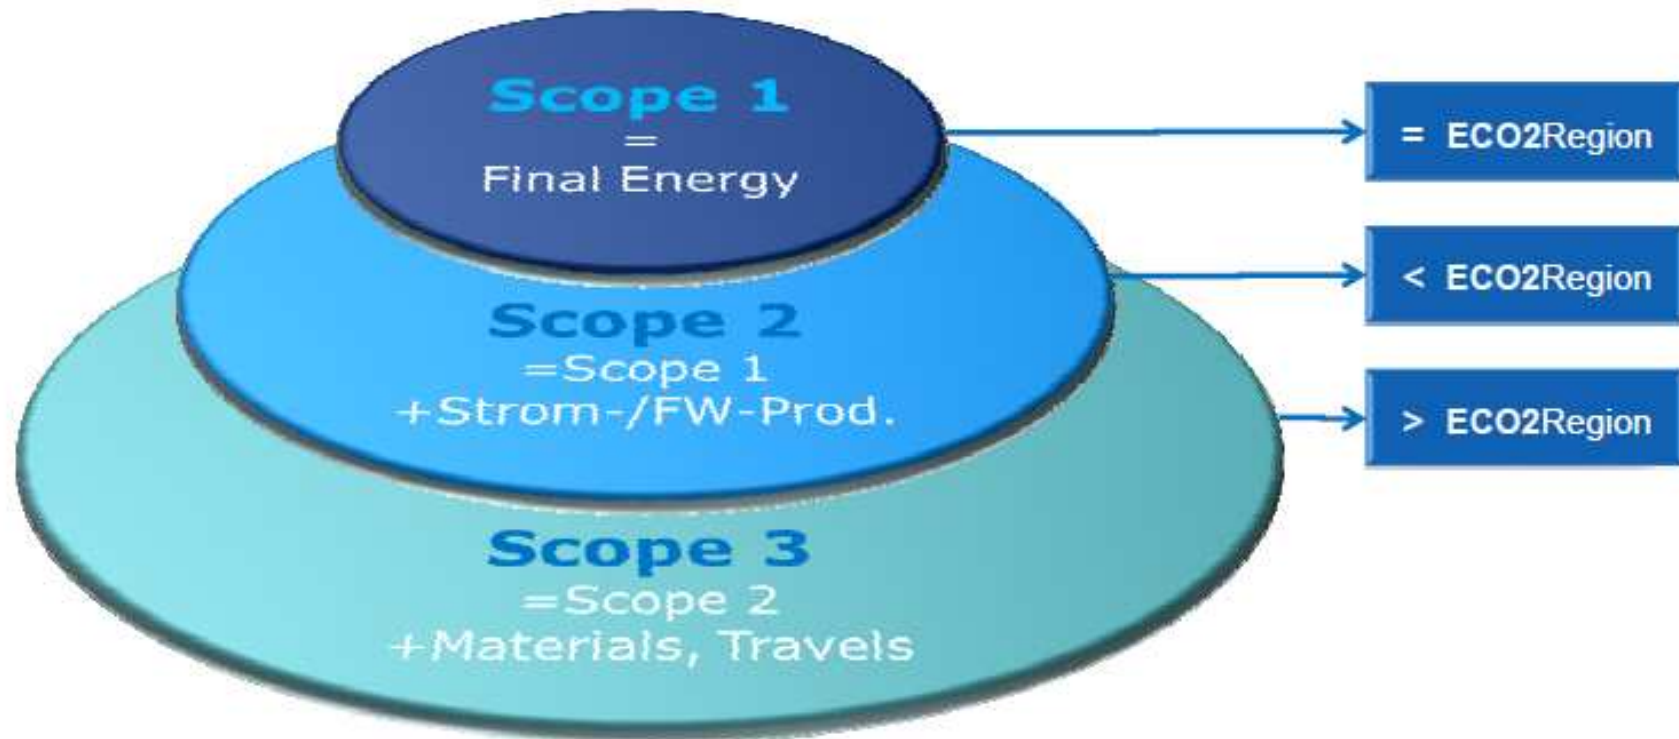 Scope 1
=
Final Energy
= ECO2Region
Scope 2
=Scope 1
+Strom-/FW-Prod.
< ECO2Region
Scope 3
=Scope 2
+Materials, Travels
> ECO2Region